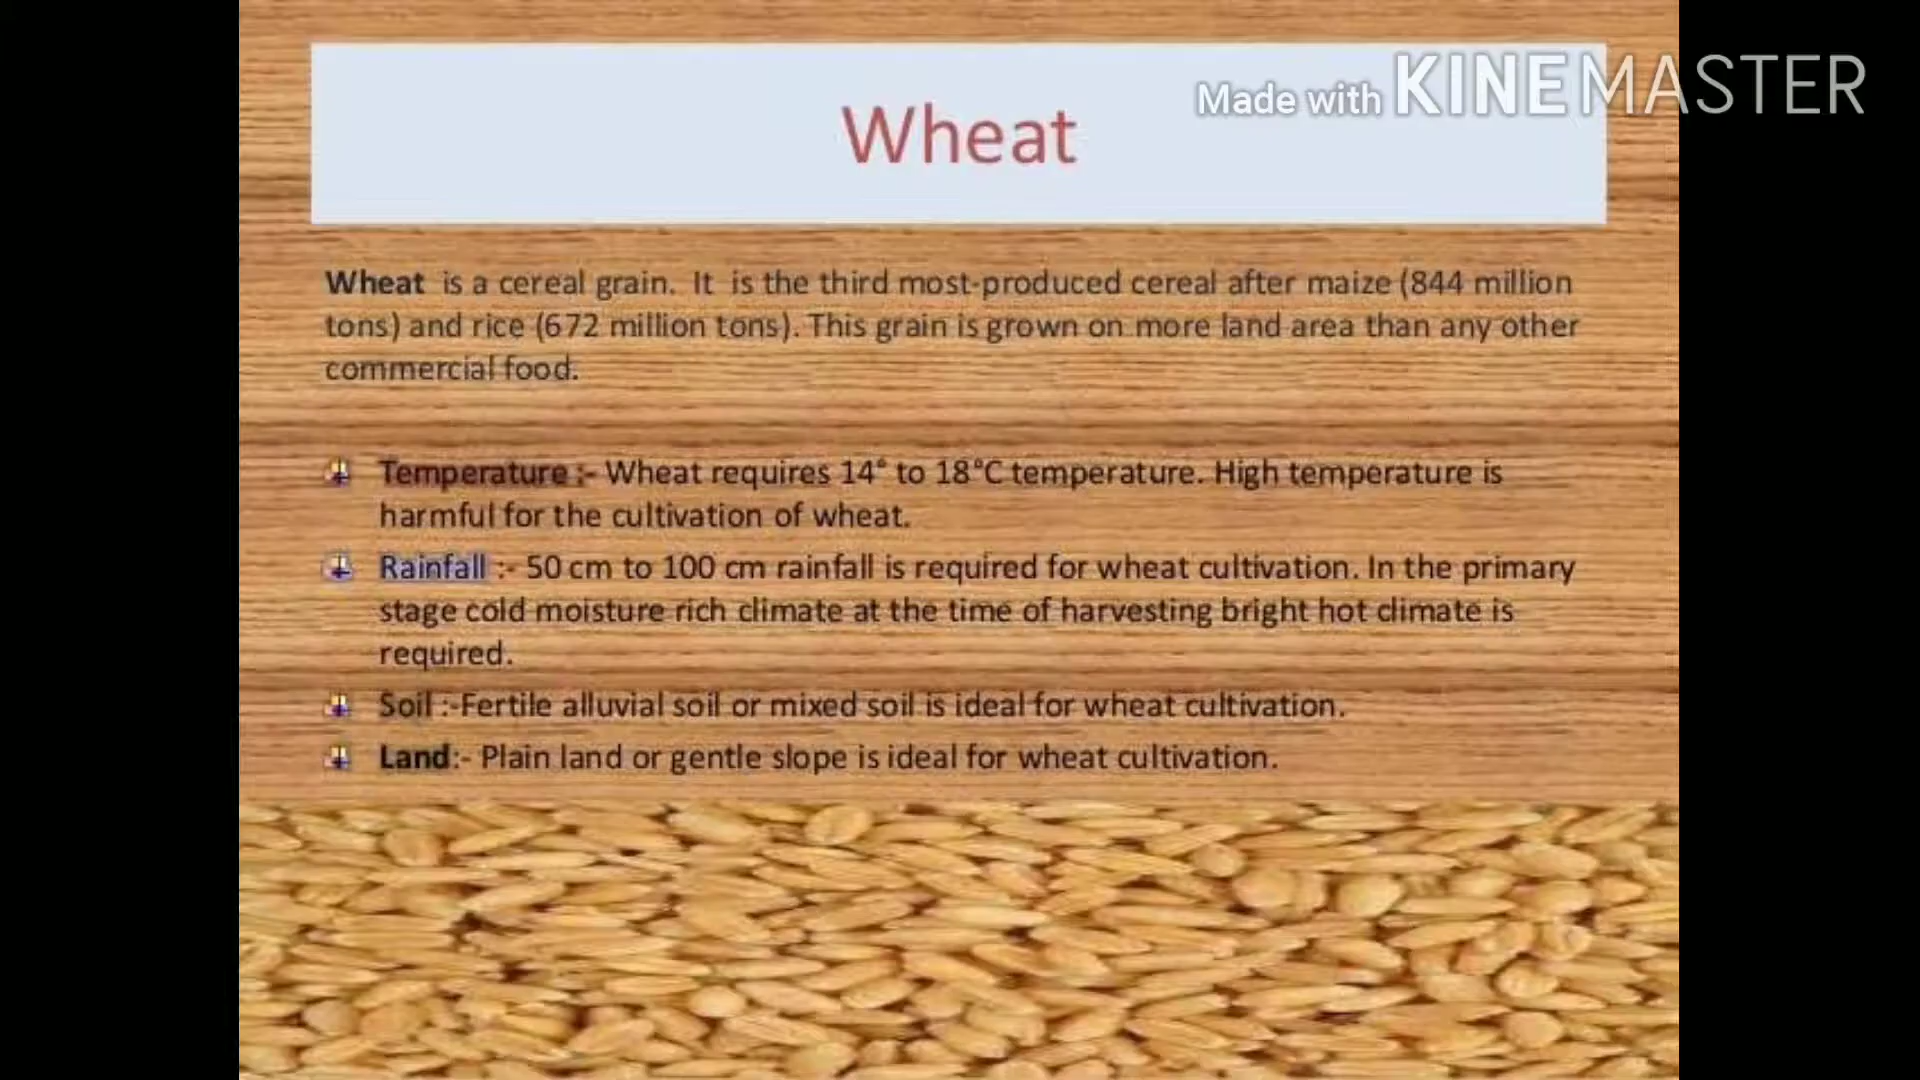 Made with KINEMASTER
Wheat
Wheat is a cereal grain. It is the third most-produced cereal after maize (844 million
tons) and rice (672 million tons). This grain is grown on more land area than any other
commercial food.
Temperature :- Wheat requires 14° to 18°C temperature. High temperature is
harmful for the cultivation of wheat.
Rainfall :- 50 cm to 100 cm rainfall is required for wheat cultivation. In the primary
stage cold moisture rich climate at the time of harvesting bright hot climate is
required.
Soil :-Fertile alluvial soil or mixed soil is ideal for wheat cultivation.
Land:- Plain land or gentle slope is ideal for wheat cultivation.